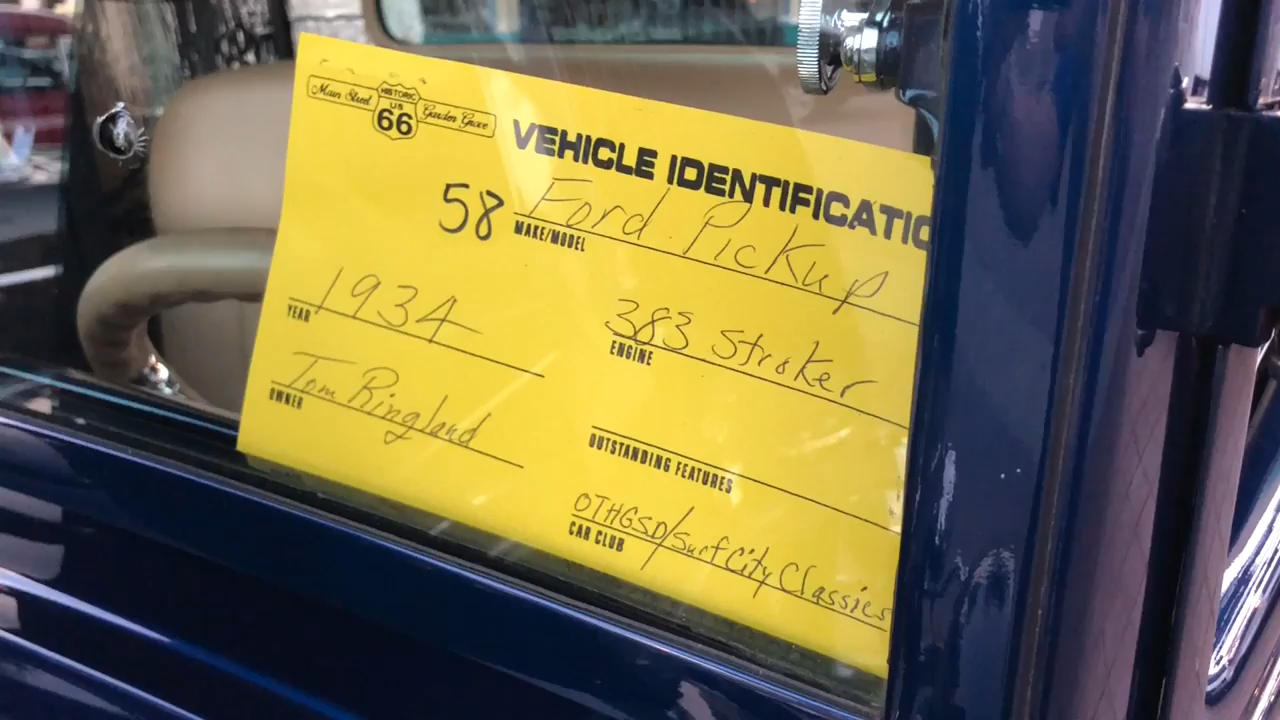 Main Street HISTORIC US 66 Garden Grove
VEHICLE IDENTIFICATIO
58 Ford Pickup
MAKE/MODEL
1934
YEAR
383 Stroker
ENGINE
Tom Ringland
OWNER
OUTSTANDING FEATURES
OTHGSD/Surf City Classics
CAR CLUB